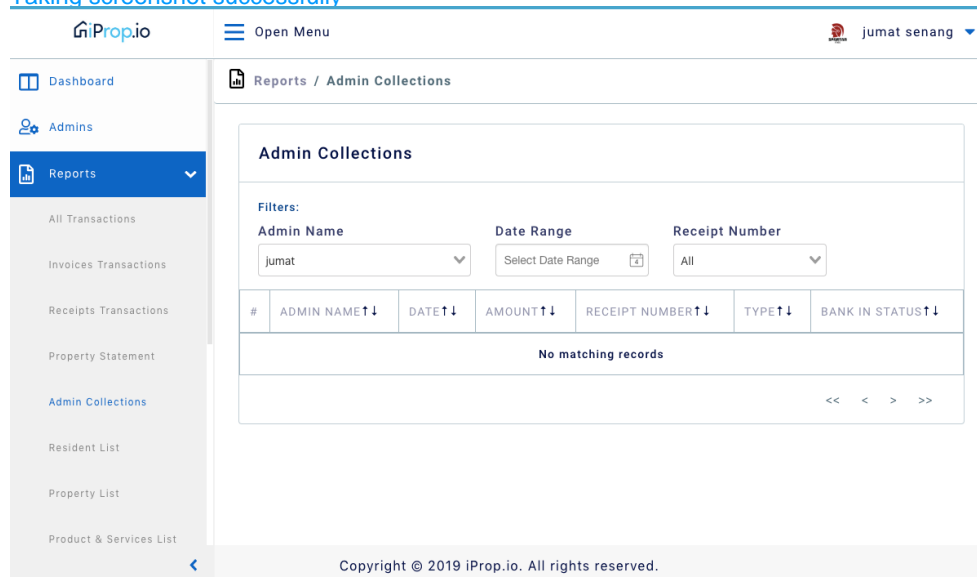 Taking screenshot successfully
iProp.io
Open Menu
jumat senang
Dashboard
Admins
Reports
All Transactions
Invoices Transactions
Receipts Transactions
Property Statement
Admin Collections
Resident List
Property List
Product & Services List
Reports / Admin Collections
Admin Collections
Filters:
Admin Name
Date Range
Receipt Number
jumat
Select Date Range
4
All
# ADMIN NAME↑↓ DATE↑↓ AMOUNT↑↓ RECEIPT NUMBER↑↓ TYPE↑↓ BANK IN STATUS↑↓
No matching records
<< < > >>
Copyright © 2019 iProp.io. All rights reserved.